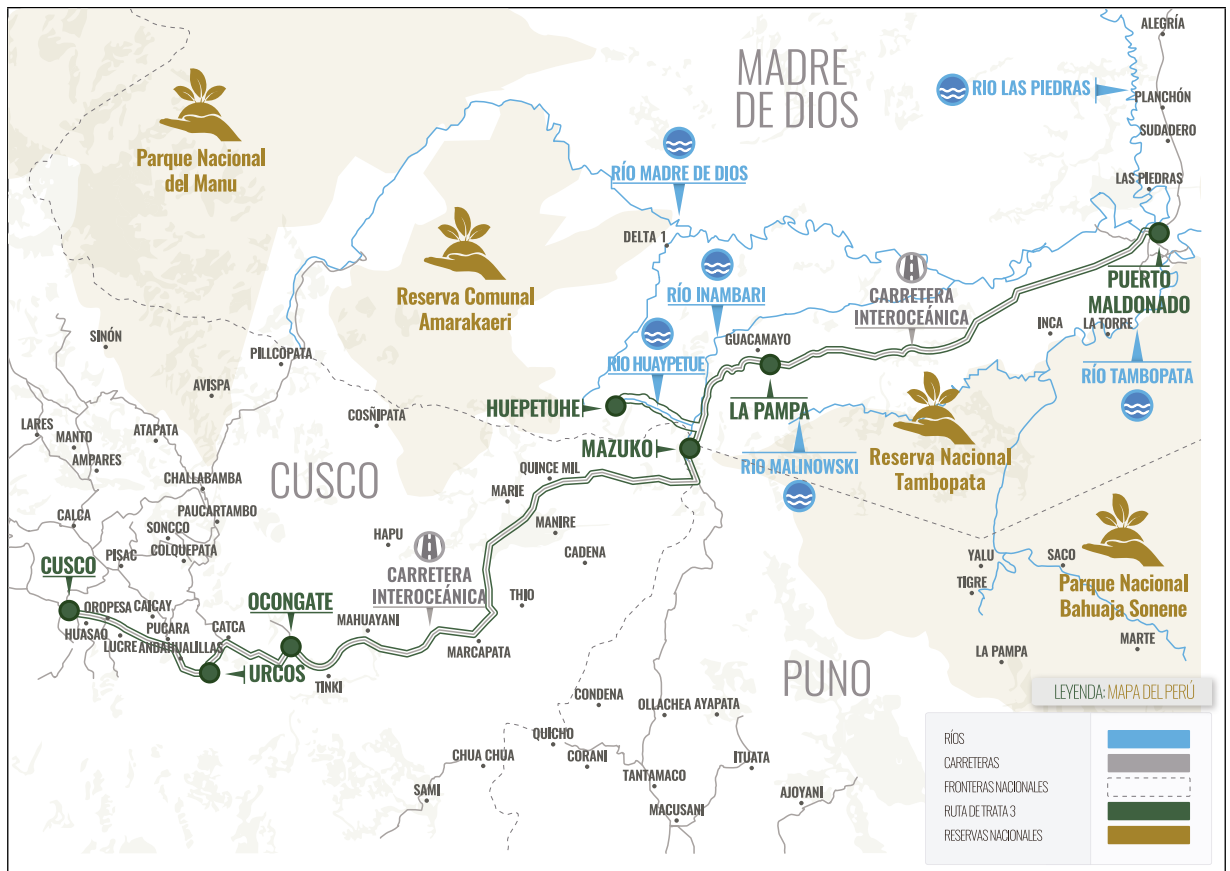 ALEGRÍA
MADRE
DE DIOS
RIO LAS PIEDRAS
PLANCHÓN
SUDADERO
Parque Nacional
del Manu
RÍO MADRE DE DIOS
LAS PIEDRAS
DELTA 1
PUERTO
MALDONADO
Reserva Comunal
Amarakaeri
RÍO INAMBARI
CARRETERA
INTEROCEÁNICA
INCA
LA TORRE
SINÓN
PILLCOPATA
GUACAMAYO
RÍO HUAYPETUE
RÍO TAMBOPATA
AVISPA
HUEPETUHE
LA PAMPA
COSÑIPATA
LARES
MANTO
ATAPATA
AMPARES
MAZUKO
RIO MALINOWSKI
Reserva Nacional
Tambopata
CUSCO
CHALLABAMBA
QUINCE MIL
MARIE
PAUCARTAMBO
CALCA
SONCCO
MANIRE
HAPU
PISAC
COLQUEPATA
CADENA
YALU
SACO
CUSCO
CARRETERA
INTEROCEÁNICA
TIGRE
Parque Nacional
Bahuaja Sonene
OCONGATE
THIO
OROPESA
CAICAY
MAHUAYANI
HUASAO
PUCARA
CATCA
LUCRE
ANDAHUALILLAS
MARCAPATA
MARTE
LA PAMPA
URCOS
TINKI
PUNO
LEYENDA: MAPA DEL PERÚ
CONDENA
OLLACHEA
AYAPATA
QUICHO
CHUA CHUA
CORANI
ITUATA
TANTAMACO
SAMI
AJOYANI
MACUSANI
RÍOS
CARRETERAS
FRONTERAS NACIONALES
RUTA DE TRATA 3
RESERVAS NACIONALES